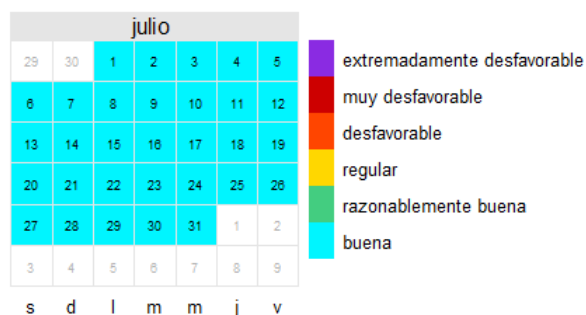 julio
29 30 1 2 3 4 5
6 7 8 9 10 11 12
13 14 15 16 17 18 19
20 21 22 23 24 25 26
27 28 29 30 31 1 2
3 4 5 6 7 8 9
s d l m m j v
extremadamente desfavorable
muy desfavorable
desfavorable
regular
razonablemente buena
buena